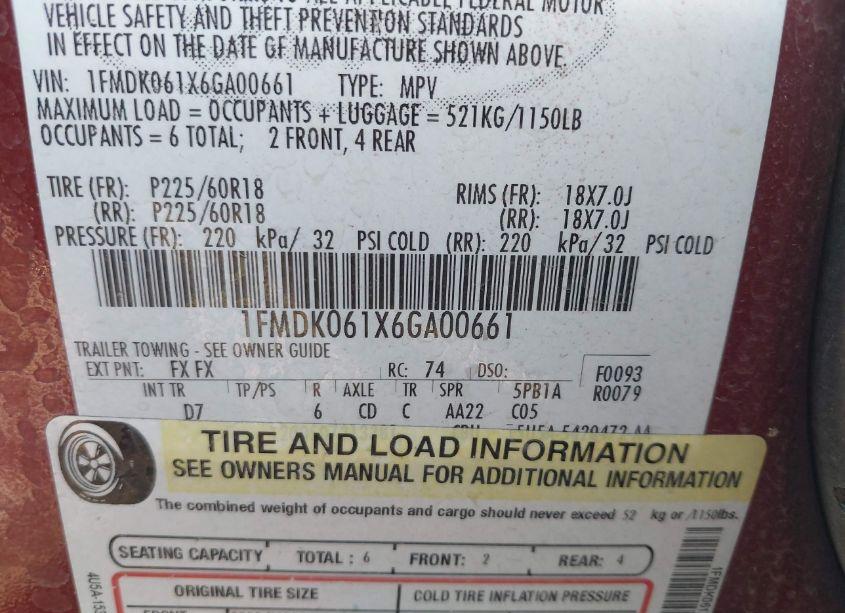 VEHICLE SAFETY AND THEFT PREVENTION STANDARDS
IN EFFECT ON THE DATE OF MANUFACTURE SHOWN ABOVE.
VIN: 1FMDK061X6GA00661 TYPE: MPV
MAXIMUM LOAD = OCCUPANTS + LUGGAGE = 521KG/1150LB
OCCUPANTS = 6 TOTAL; 2 FRONT, 4 REAR
TIRE (FR): P225/60R18 RIMS (FR): 18X7.0J
(RR): P225/60R18 (RR): 18X7.0J
PRESSURE (FR): 220 kPa/ 32 PSI COLD (RR): 220 kPa/ 32 PSI COLD
1FMDK061X6GA00661
TRAILER TOWING - SEE OWNER GUIDE
EXT PNT: FX FX RC: 74 DSO: F0093
INT TR TP/PS R AXLE TR SPR 5PB1A R0079
D7 6 CD C AA22 C05
TIRE AND LOAD INFORMATION
SEE OWNERS MANUAL FOR ADDITIONAL INFORMATION
The combined weight of occupants and cargo should never exceed 52 kg or /1150lbs.
SEATING CAPACITY TOTAL : 6 FRONT: 2 REAR: 4
ORIGINAL TIRE SIZE COLD TIRE INFLATION PRESSURE